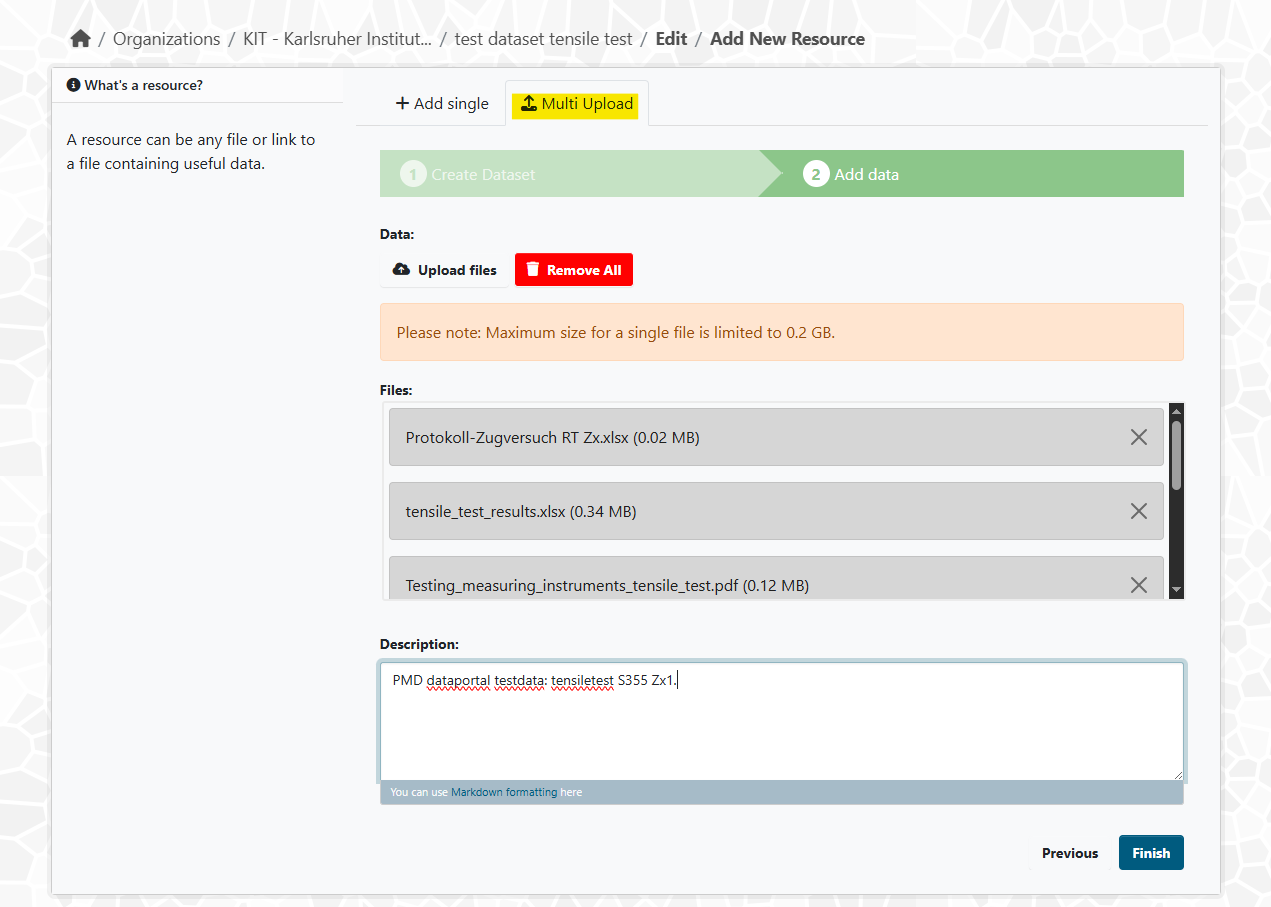 / Organizations / KIT - Karlsruher Institut... / test dataset tensile test / Edit / Add New Resource
What's a resource?
A resource can be any file or link to
a file containing useful data.
Add single
Multi Upload
1 Create Dataset
2 Add data
Data:
Upload files
Remove All
Please note: Maximum size for a single file is limited to 0.2 GB.
Files:
Protokoll-Zugversuch RT Zx.xlsx (0.02 MB)
tensile_test_results.xlsx (0.34 MB)
Testing_measuring_instruments_tensile_test.pdf (0.12 MB)
Description:
PMD dataportal testdata: tensiletest S355 Zx1.
You can use Markdown formatting here
Previous
Finish